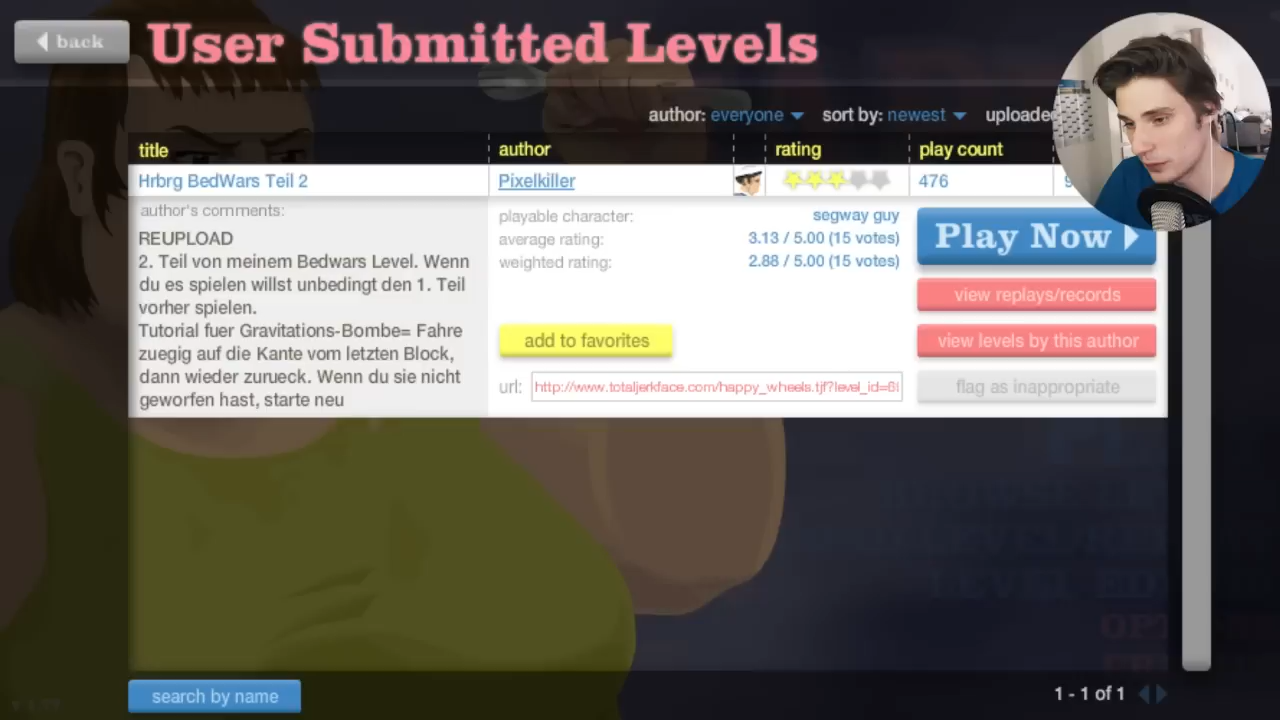 back
User Submitted Levels
author: everyone sort by: newest uploaded
title author rating play count
Hrbrg BedWars Teil 2 Pixelkiller 476
author's comments:
REUPLOAD
2. Teil von meinem Bedwars Level. Wenn
du es spielen willst unbedingt den 1. Teil
vorher spielen.
Tutorial fuer Gravitations-Bombe= Fahre
zuegig auf die Kante vom letzten Block,
dann wieder zurueck. Wenn du sie nicht
geworfen hast, starte neu
playable character: segway guy
average rating: 3.13 / 5.00 (15 votes)
weighted rating: 2.88 / 5.00 (15 votes)
add to favorites
url: http://www.totaljerkface.com/happy_wheels.tjf?level_id=6
Play Now
view replays/records
view levels by this author
flag as inappropriate
search by name
1 - 1 of 1